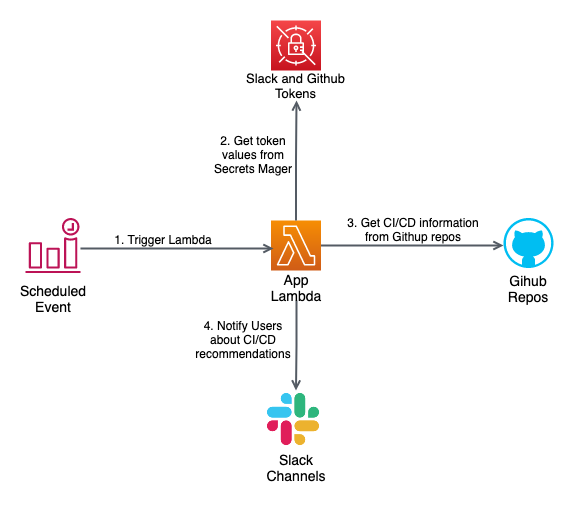 Slack and Github
Tokens
2. Get token
values from
Secrets Mager
1. Trigger Lambda
3. Get CI/CD information
from Githup repos
Scheduled
Event
App
Lambda
Gihub
Repos
4. Notify Users
about CI/CD
recommendations
Slack
Channels